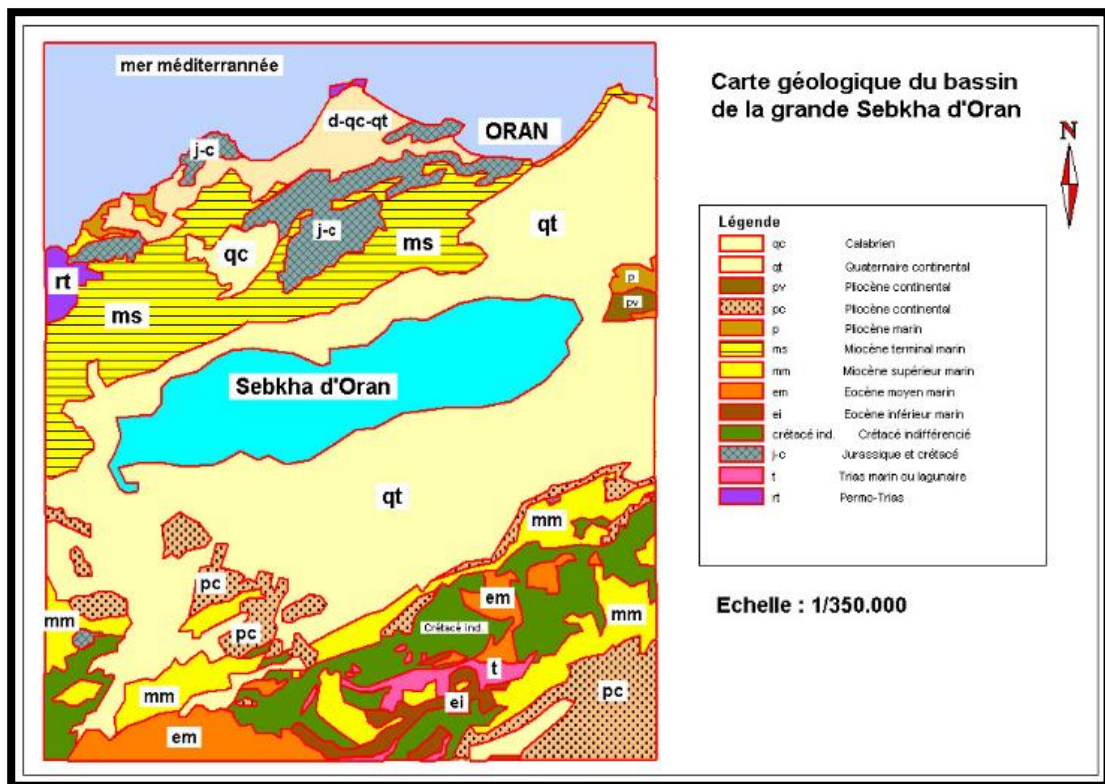 mer méditerrannée
Carte géologique du bassin
de la grande Sebkha d'Oran
N
d-qc-qt
ORAN
j-c
j-c
qt
qc
ms
rt
ms
p
pv
Sebkha d'Oran
qt
mm
pc
em
mm
mm
pc
Crétacé ind.
t
pc
mm
ei
em
Légende
qc Calabrien
qt Quaternaire continental
pv Pliocène continental
pc Pliocène continental
p Pliocène marin
ms Miocène terminal marin
mm Miocène supérieur marin
em Eocène moyen marin
ei Eocène inférieur marin
crétacé ind. Crétacé indifférencié
j-c Jurassique et crétacé
t Trias marin ou lagunaire
rt Permo-Trias
Echelle : 1/350.000